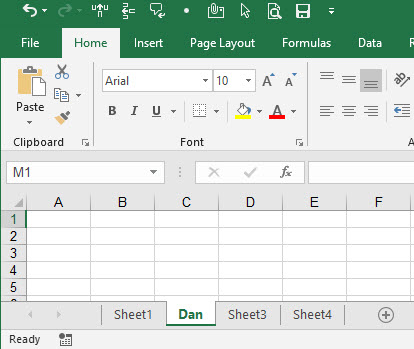 File Home Insert Page Layout Formulas Data
Paste
Arial 10 A A
B I U A
Clipboard Font
M1 fx
A B C D E F
1
2
3
4
5
Sheet1 Dan Sheet3 Sheet4
Ready